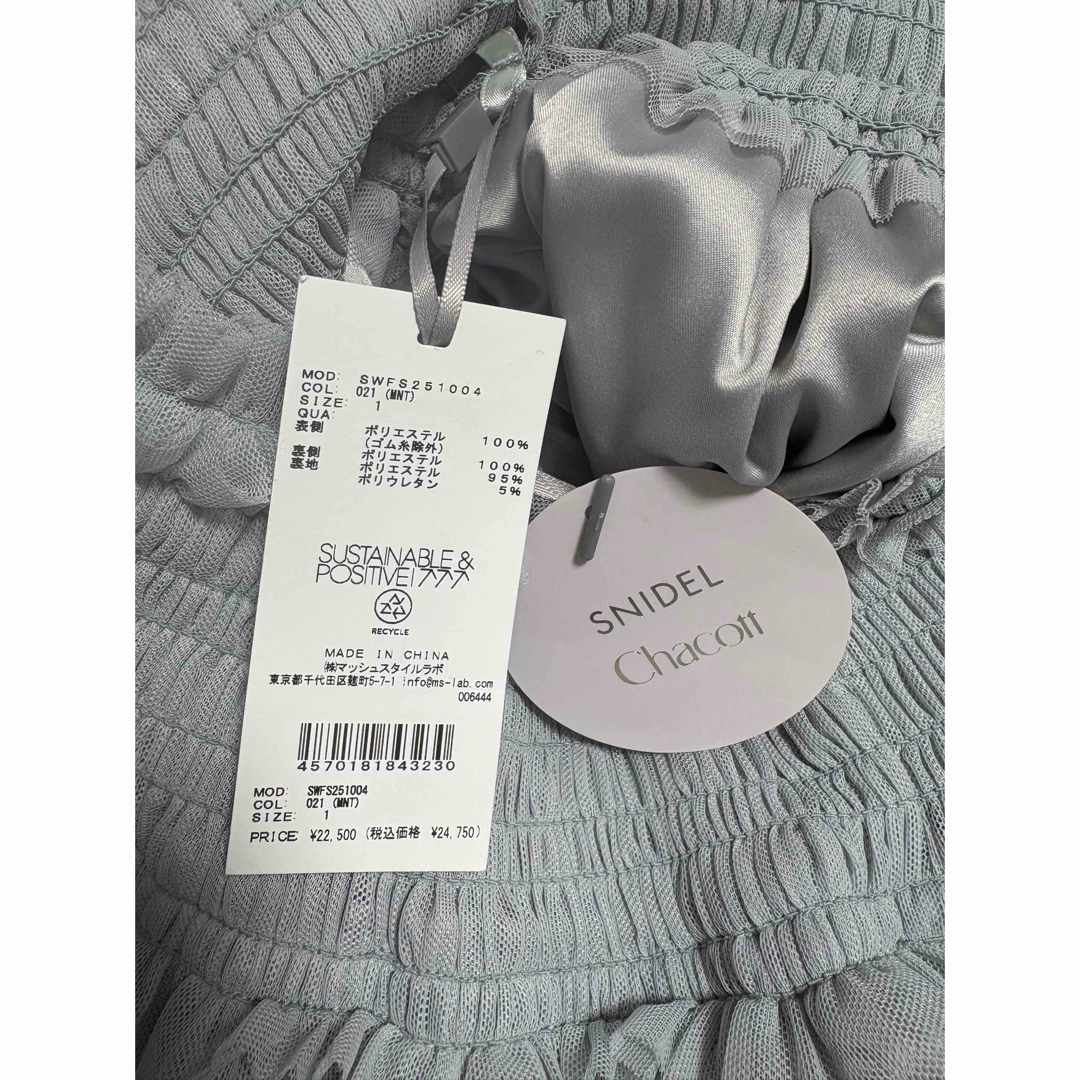 MOD: SWFS251004
COL: 021 (MNT)
SIZE: 1
QUA:
表側 ポリエステル 100%
(ゴム糸除外)
裏側 ポリエステル 100%
裏地 ポリエステル 95%
ポリウレタン 5%
SUSTAINABLE &
POSITIVE!
RECYCLE
MADE IN CHINA
㈱マッシュスタイルラボ
東京都千代田区麹町5-7-1 info@ms-lab.com
006444
4570181843230
MOD: SWFS251004
COL: 021 (MNT)
SIZE: 1
PRICE: ¥22,500 (税込価格 ¥24,750)
SNIDEL
Chacott